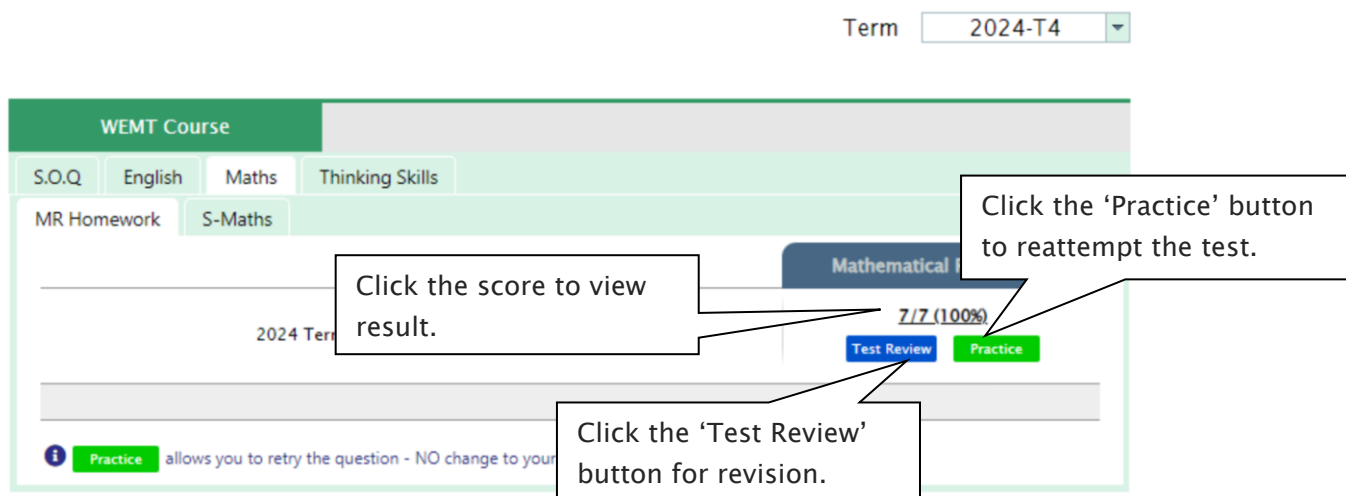 Term 2024-T4
WEMT Course
S.O.Q English Maths Thinking Skills
MR Homework S-Maths
Click the ‘Practice’ button
to reattempt the test.
Mathematical
Click the score to view
result.
7/7 (100%)
2024
Test Review Practice
Click the ‘Test Review’
button for revision.
Practice allows you to retry the question - NO change to your